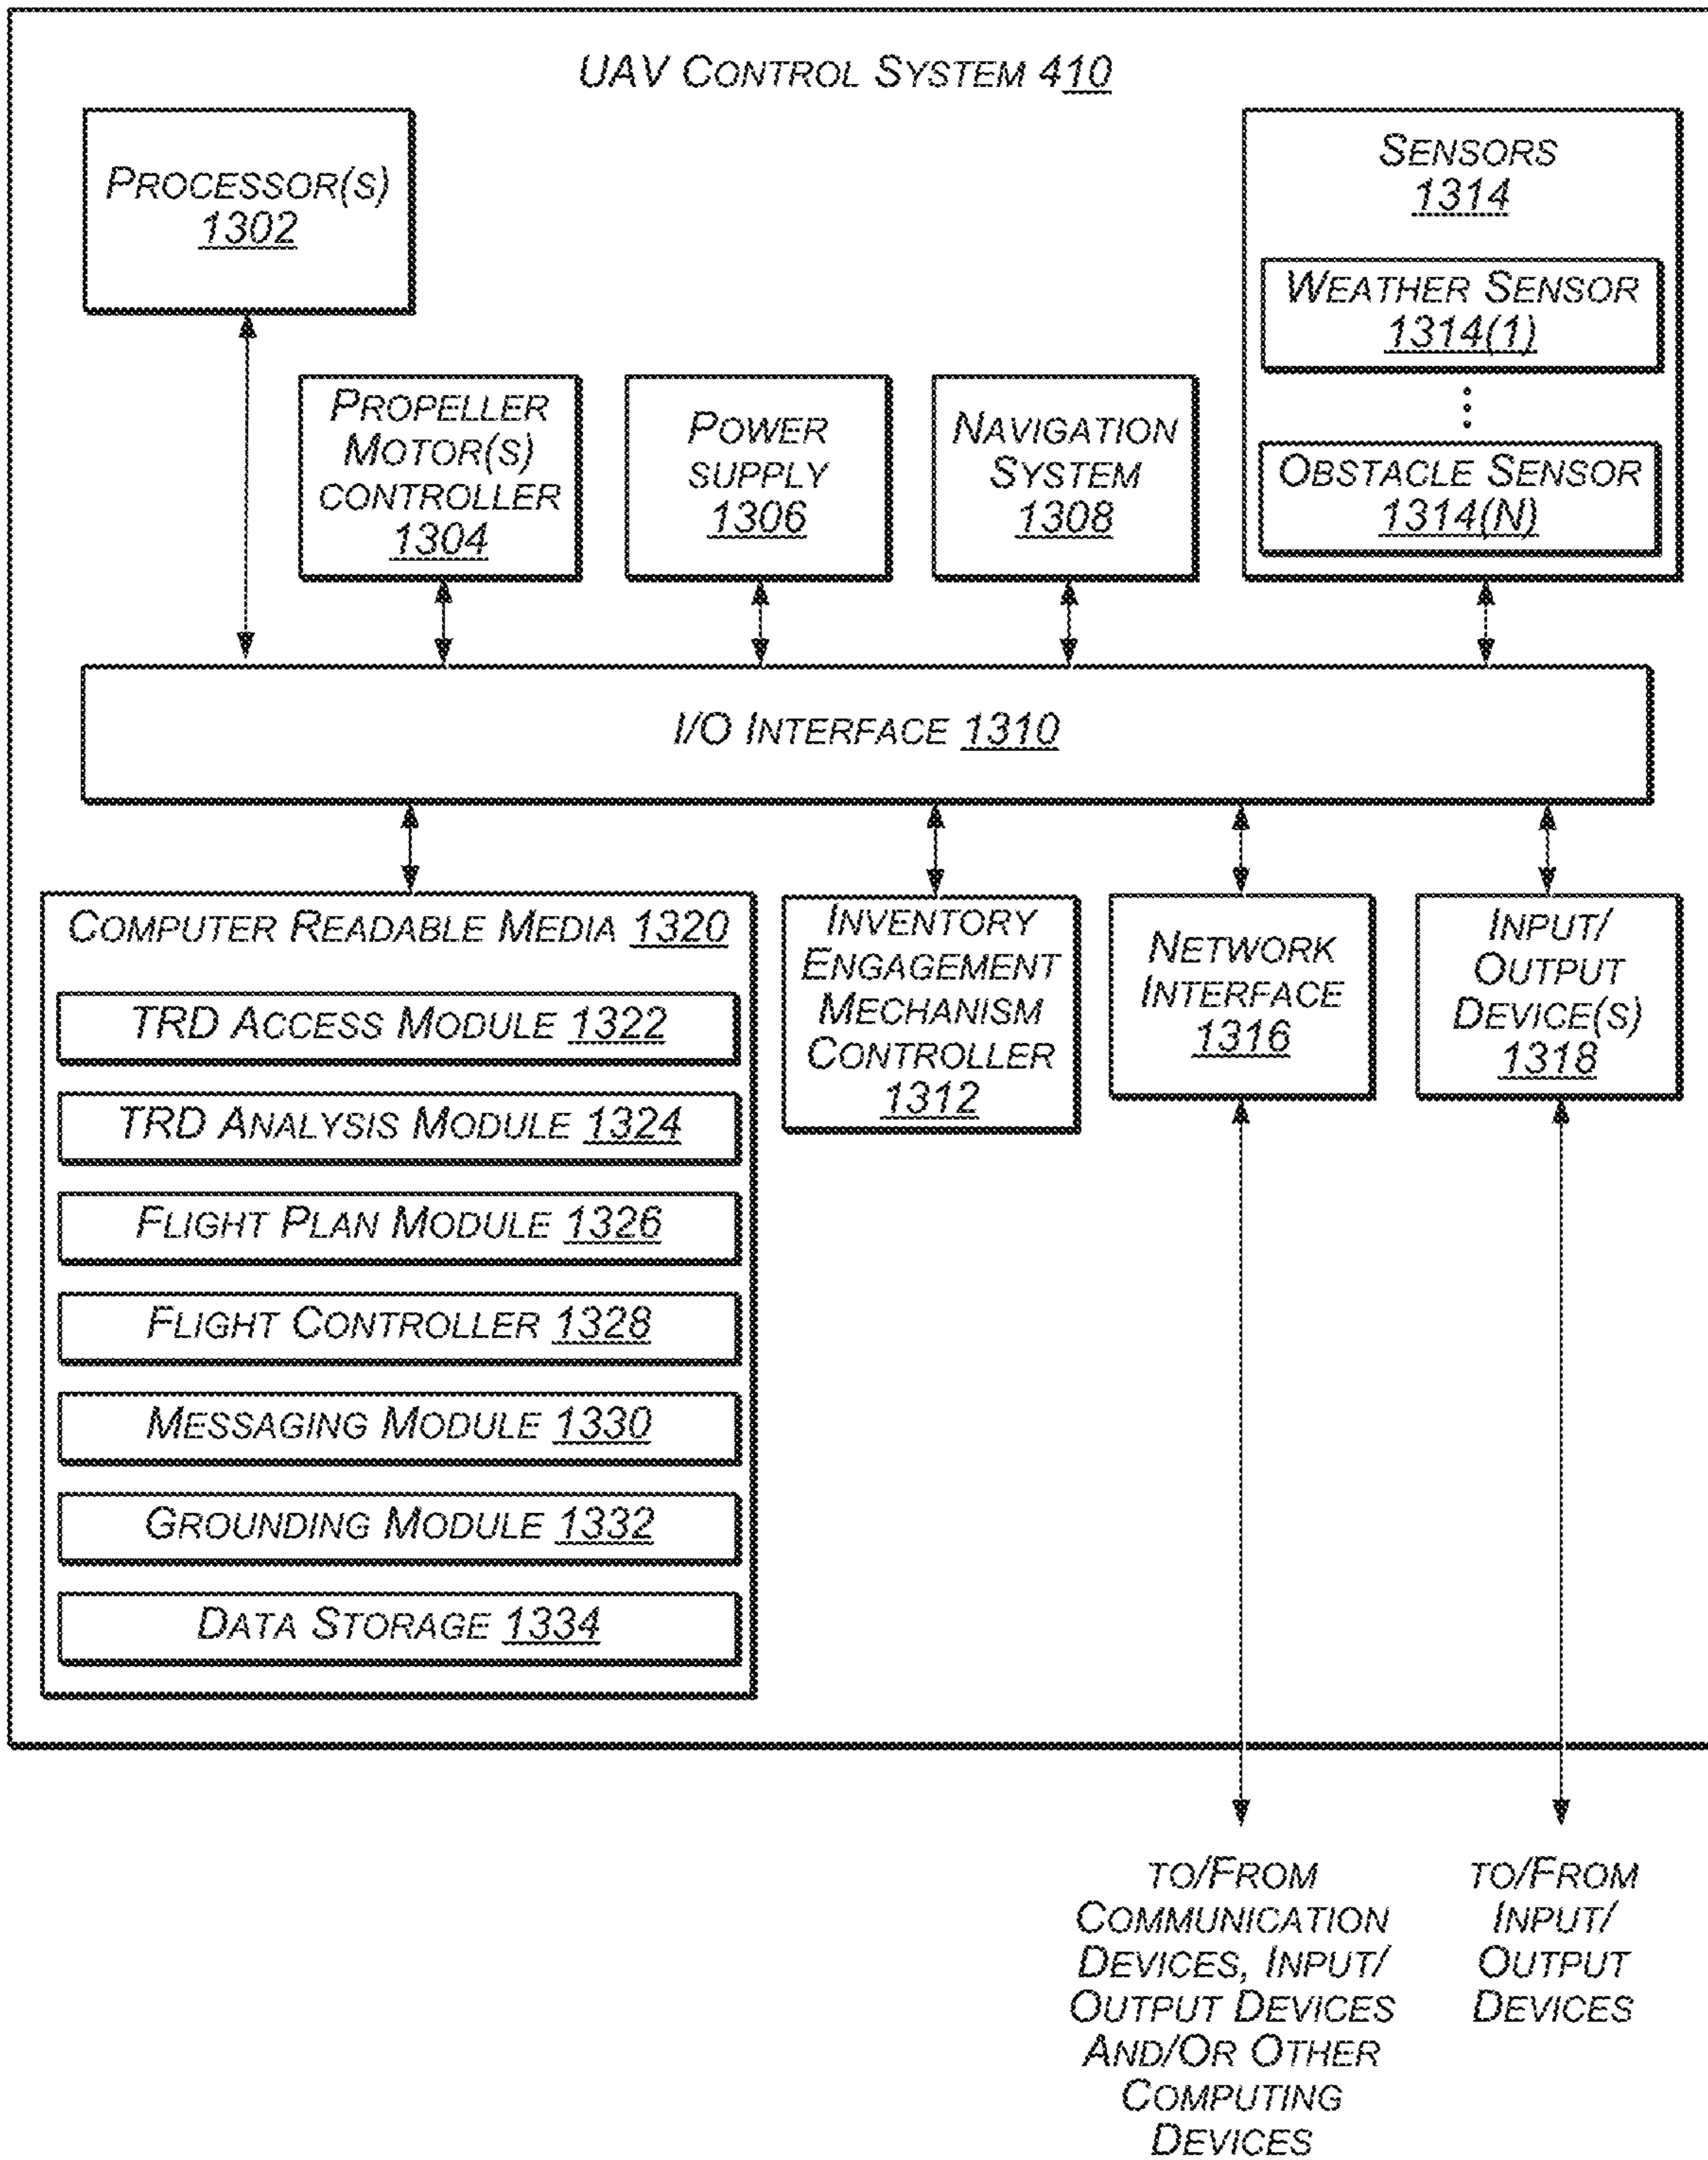 UAV CONTROL SYSTEM 410
PROCESSOR(S)
1302
PROPELLER
MOTOR(S)
CONTROLLER
1304
POWER
SUPPLY
1306
NAVIGATION
SYSTEM
1308
SENSORS
1314
WEATHER SENSOR
1314(1)
OBSTACLE SENSOR
1314(N)
I/O INTERFACE 1310
COMPUTER READABLE MEDIA 1320
TRD ACCESS MODULE 1322
TRD ANALYSIS MODULE 1324
FLIGHT PLAN MODULE 1326
FLIGHT CONTROLLER 1328
MESSAGING MODULE 1330
GROUNDING MODULE 1332
DATA STORAGE 1334
INVENTORY
ENGAGEMENT
MECHANISM
CONTROLLER
1312
NETWORK
INTERFACE
1316
INPUT/
OUTPUT
DEVICE(S)
1318
TO/FROM
COMMUNICATION
DEVICES, INPUT/
OUTPUT DEVICES
AND/OR OTHER
COMPUTING
DEVICES
TO/FROM
INPUT/
OUTPUT
DEVICES